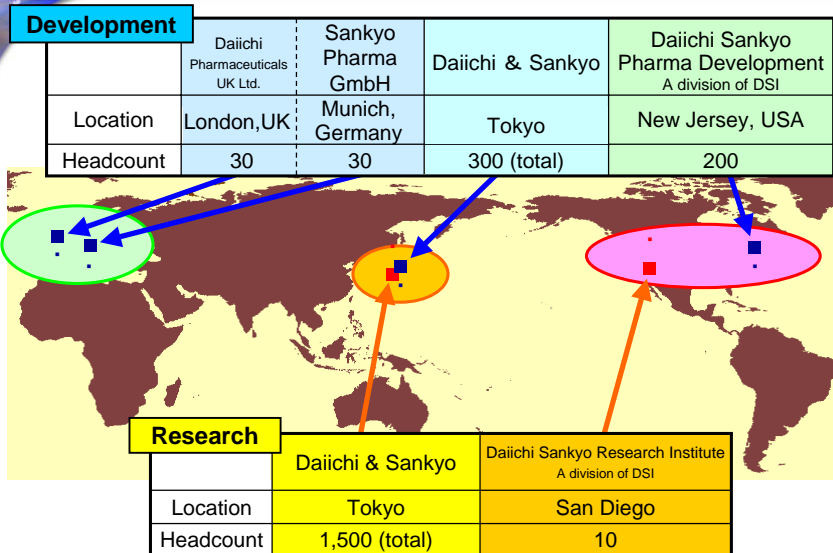 Development
Daiichi
Pharmaceuticals
UK Ltd.
Sankyo
Pharma
GmbH
Daiichi & Sankyo
Daiichi Sankyo
Pharma Development
A division of DSI
Location
London,UK
Munich,
Germany
Tokyo
New Jersey, USA
Headcount
30
30
300 (total)
200
Research
Daiichi & Sankyo
Daiichi Sankyo Research Institute
A division of DSI
Location
Tokyo
San Diego
Headcount
1,500 (total)
10